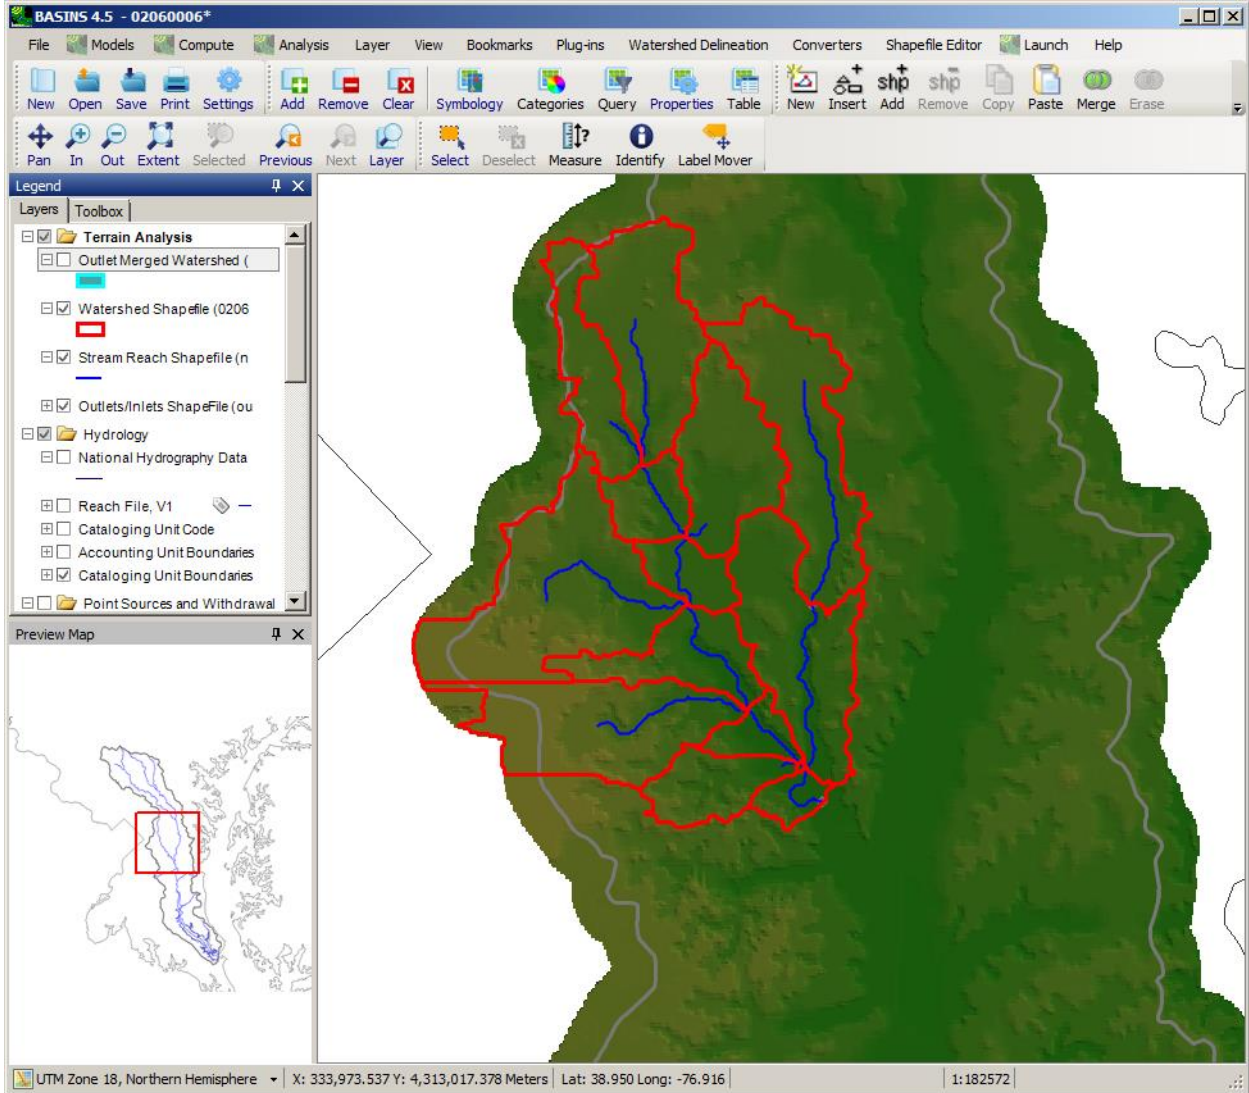 BASINS 4.5 - 02060006*
File Models Compute Analysis Layer View Bookmarks Plug-ins Watershed Delineation Converters Shapefile Editor Launch Help
New Open Save Print Settings Add Remove Clear Symbology Categories Query Properties Table New Insert Add Remove Copy Paste Merge Erase
Pan In Out Extent Selected Previous Next Layer Select Deselect Measure Identify Label Mover
Legend
Layers Toolbox
Terrain Analysis
Outlet Merged Watershed (
Watershed Shapefile (0206
Stream Reach Shapefile (n
Outlets/Inlets ShapeFile (ou
Hydrology
National Hydrography Data
Reach File, V1
Cataloging Unit Code
Accounting Unit Boundaries
Cataloging Unit Boundaries
Point Sources and Withdrawal
Preview Map
UTM Zone 18, Northern Hemisphere X: 333,973.537 Y: 4,313,017.378 Meters Lat: 38.950 Long: -76.916 1:182572